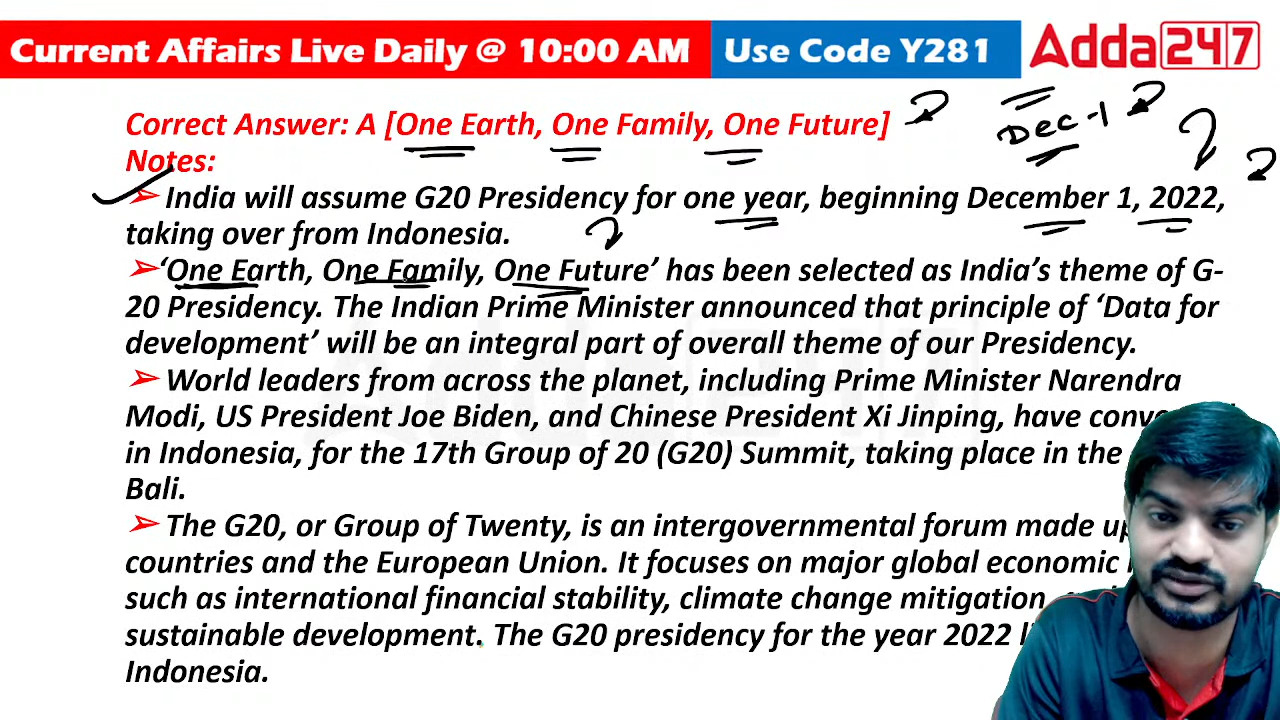 Current Affairs Live Daily @ 10:00 AM Use Code Y281 Adda247
Correct Answer: A [One Earth, One Family, One Future]
Dec-1
Notes:
➢ India will assume G20 Presidency for one year, beginning December 1, 2022,
taking over from Indonesia.
➢ ‘One Earth, One Family, One Future’ has been selected as India’s theme of G-
20 Presidency. The Indian Prime Minister announced that principle of ‘Data for
development’ will be an integral part of overall theme of our Presidency.
➢ World leaders from across the planet, including Prime Minister Narendra
Modi, US President Joe Biden, and Chinese President Xi Jinping, have
in Indonesia, for the 17th Group of 20 (G20) Summit, taking place in the
Bali.
➢ The G20, or Group of Twenty, is an intergovernmental forum made up
countries and the European Union. It focuses on major global economic
such as international financial stability, climate change mitigation,
sustainable development. The G20 presidency for the year 2022
Indonesia.